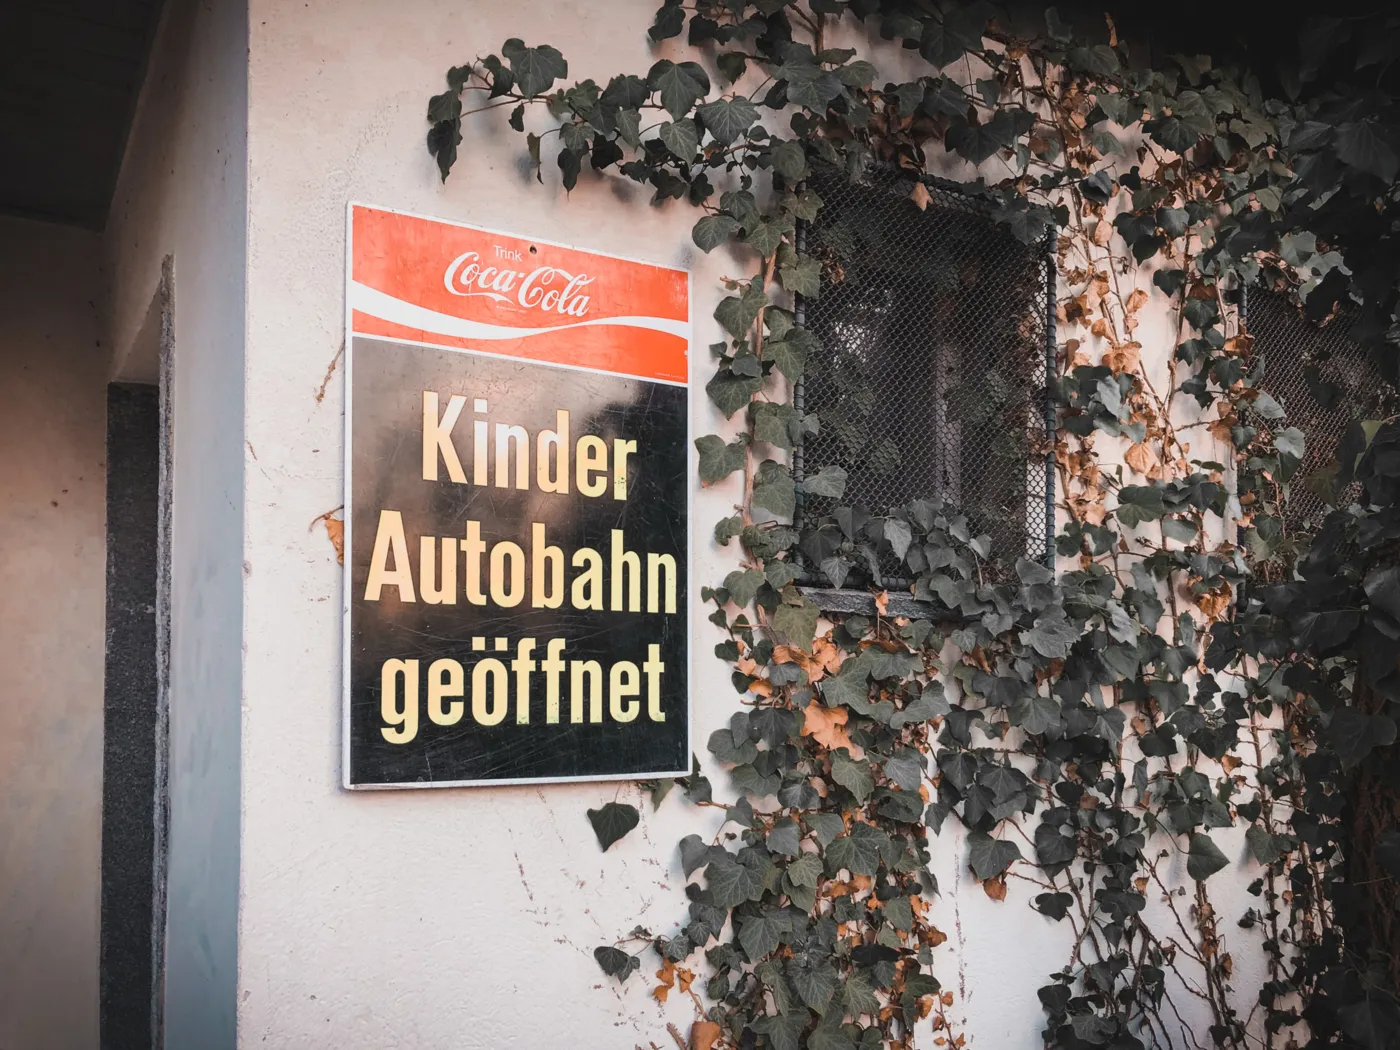 Trink
Coca-Cola
Kinder
Autobahn
geöffnet